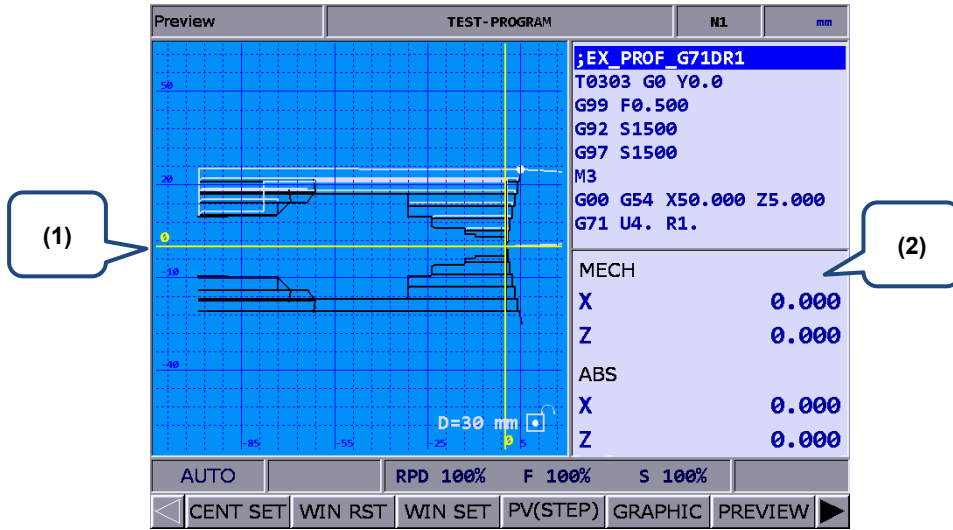 Preview TEST-PROGRAM N1 mm
;EX_PROF_G71DR1
T0303 G0 Y0.0
G99 F0.500
G92 S1500
G97 S1500
M3
G00 G54 X50.000 Z5.000
G71 U4. R1.
50
20
0
-10
-40
-85 -55 -25 0 5
D=30 mm
(1)
(2)
MECH
X 0.000
Z 0.000
ABS
X 0.000
Z 0.000
AUTO RPD 100% F 100% S 100%
CENT SET WIN RST WIN SET PV(STEP) GRAPHIC PREVIEW